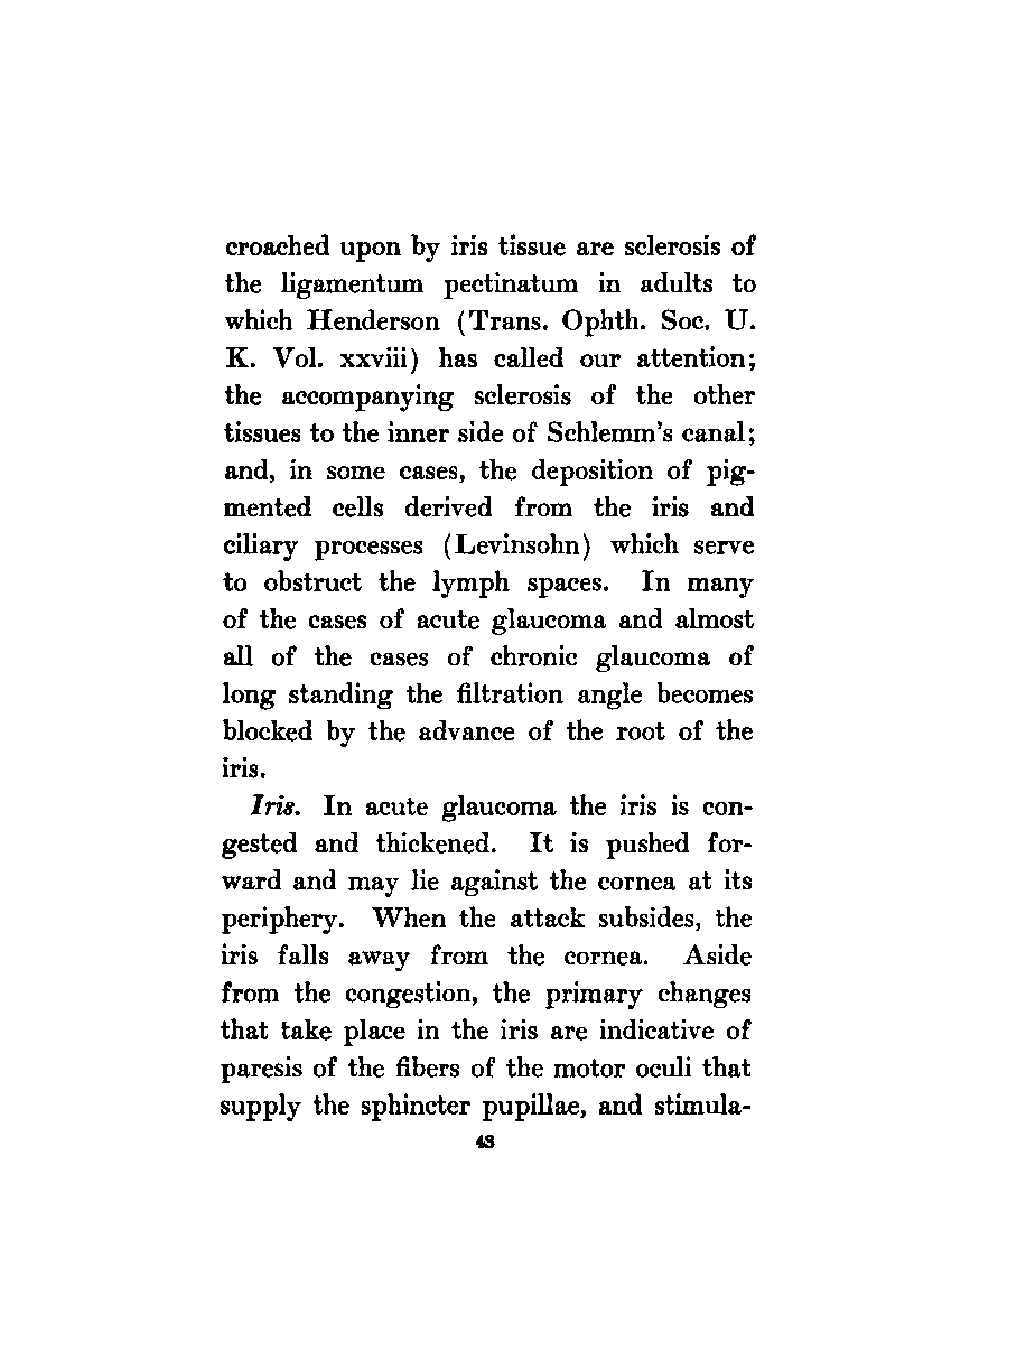 croached upon by iris tissue are sclerosis of
the ligamentum pectinatum in adults to
which Henderson (Trans. Ophth. Soc. U.
K. Vol. xxviii) has called our attention;
the accompanying sclerosis of the other
tissues to the inner side of Schlemm's canal;
and, in some cases, the deposition of pig-
mented cells derived from the iris and
ciliary processes (Levinsohn) which serve
to obstruct the lymph spaces. In many
of the cases of acute glaucoma and almost
all of the cases of chronic glaucoma of
long standing the filtration angle becomes
blocked by the advance of the root of the
iris.
Iris. In acute glaucoma the iris is con-
gested and thickened. It is pushed for-
ward and may lie against the cornea at its
periphery. When the attack subsides, the
iris falls away from the cornea. Aside
from the congestion, the primary changes
that take place in the iris are indicative of
paresis of the fibers of the motor oculi that
supply the sphincter pupillae, and stimula-
43